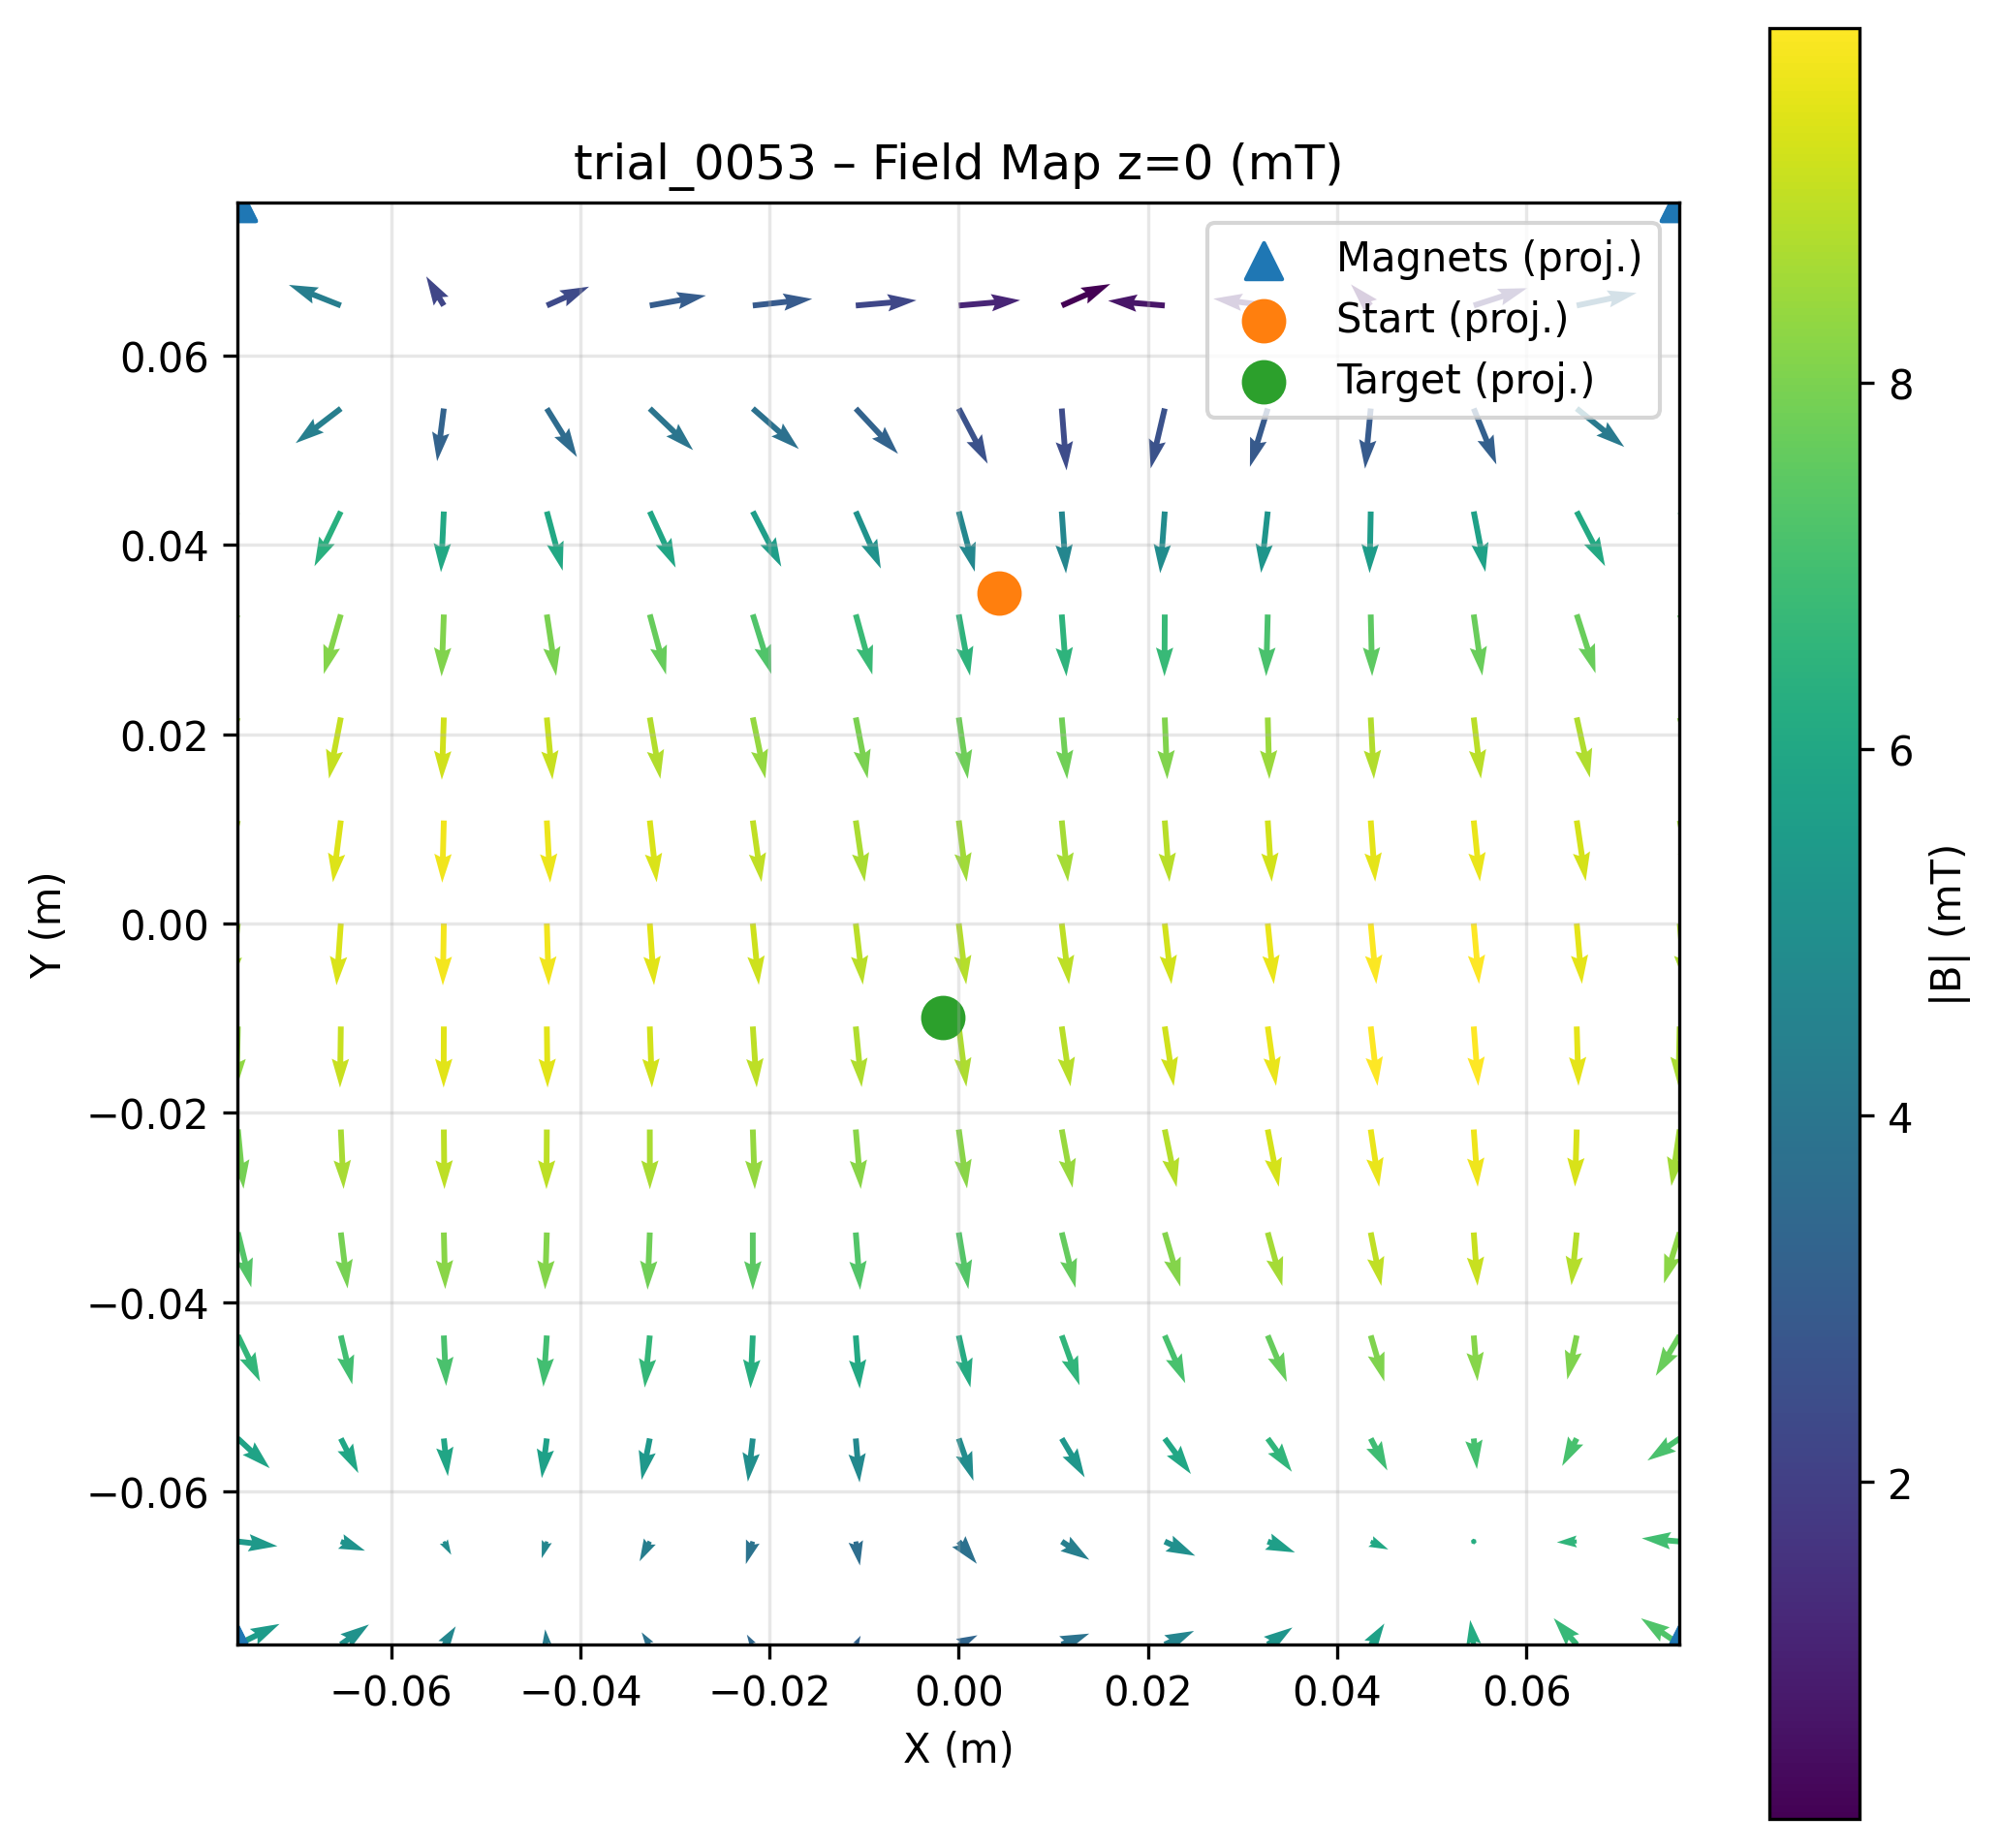 trial_0053 – Field Map z=0 (mT)
Magnets (proj.)
Start (proj.)
Target (proj.)
0.06
0.04
0.02
0.00
−0.02
−0.04
−0.06
Y (m)
−0.06
−0.04
−0.02
0.00
0.02
0.04
0.06
X (m)
8
6
4
2
|B| (mT)